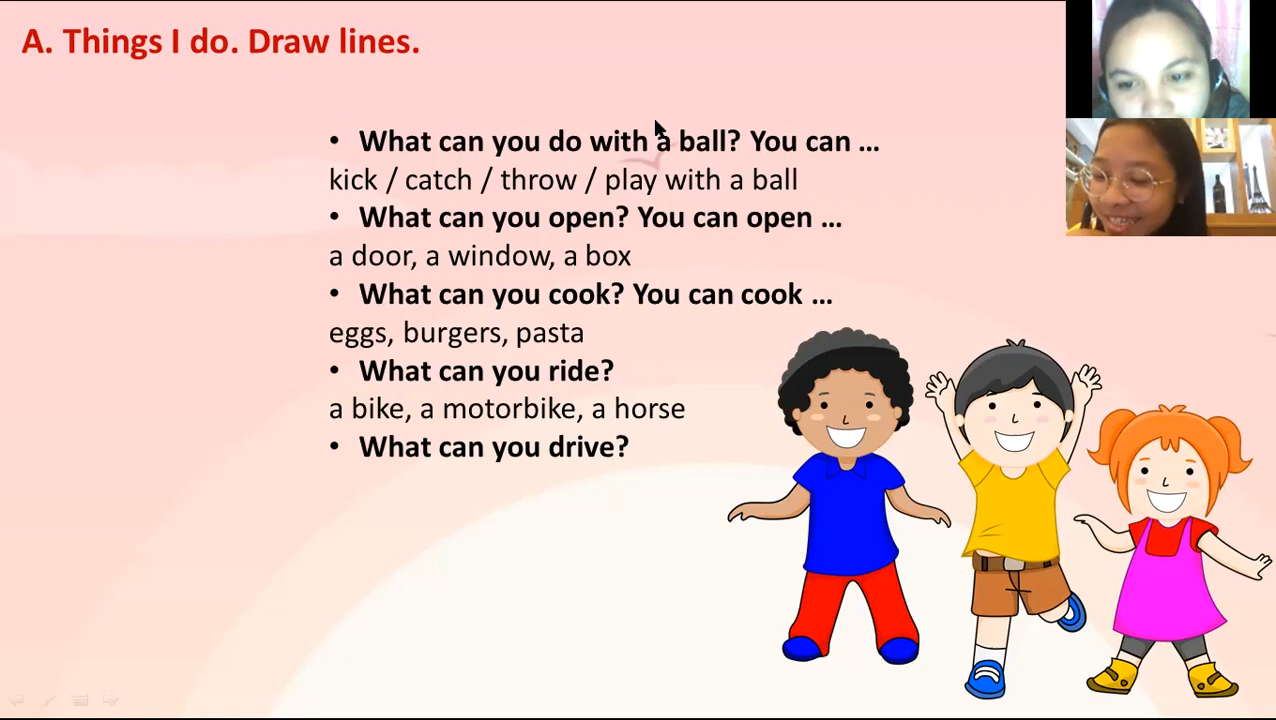 A. Things I do. Draw lines.
• What can you do with a ball? You can ...
kick / catch / throw / play with a ball
• What can you open? You can open ...
a door, a window, a box
• What can you cook? You can cook ...
eggs, burgers, pasta
• What can you ride?
a bike, a motorbike, a horse
• What can you drive?